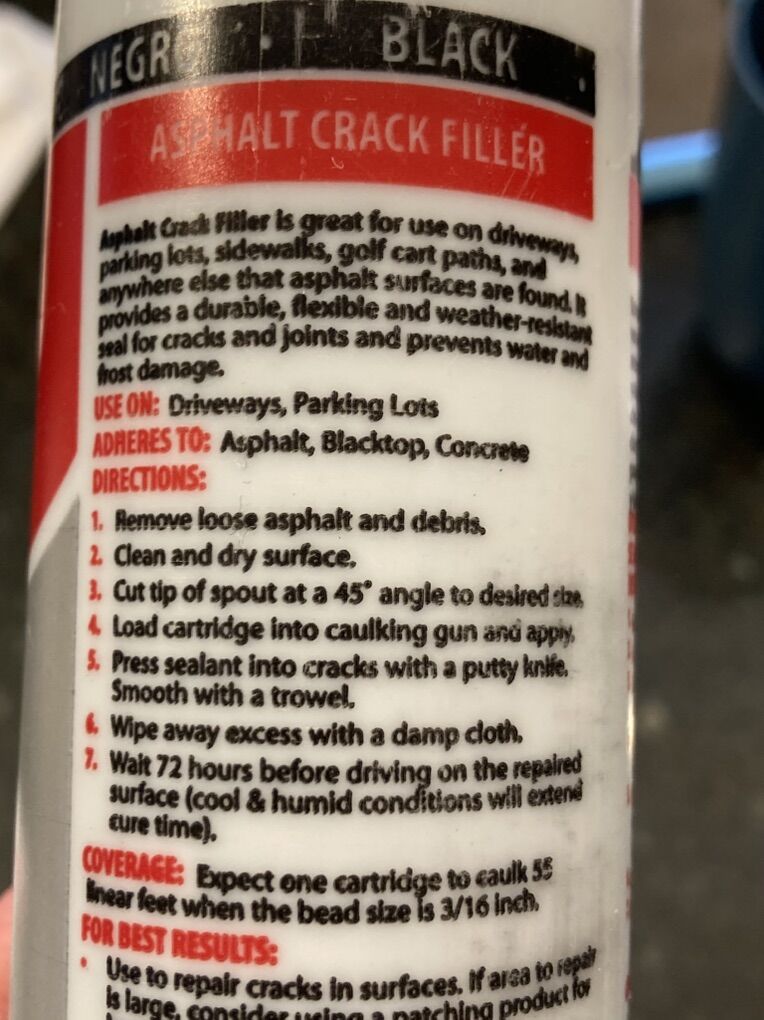 NEGRO BLACK
ASPHALT CRACK FILLER
Asphalt Crack Filler is great for use on driveways,
parking lots, sidewalks, golf cart paths, and
anywhere else that asphalt surfaces are found. It
provides a durable, flexible and weather-resistant
seal for cracks and joints and prevents water and
frost damage.
USE ON: Driveways, Parking Lots
ADHERES TO: Asphalt, Blacktop, Concrete
DIRECTIONS:
1. Remove loose asphalt and debris.
2. Clean and dry surface.
3. Cut tip of spout at a 45° angle to desired size.
4. Load cartridge into caulking gun and apply.
5. Press sealant into cracks with a putty knife.
Smooth with a trowel.
6. Wipe away excess with a damp cloth.
7. Wait 72 hours before driving on the repaired
surface (cool & humid conditions will extend
cure time).
COVERAGE: Expect one cartridge to caulk 55
linear feet when the bead size is 3/16 inch.
FOR BEST RESULTS:
• Use to repair cracks in surfaces. If area to repair
is large, consider using a patching product for